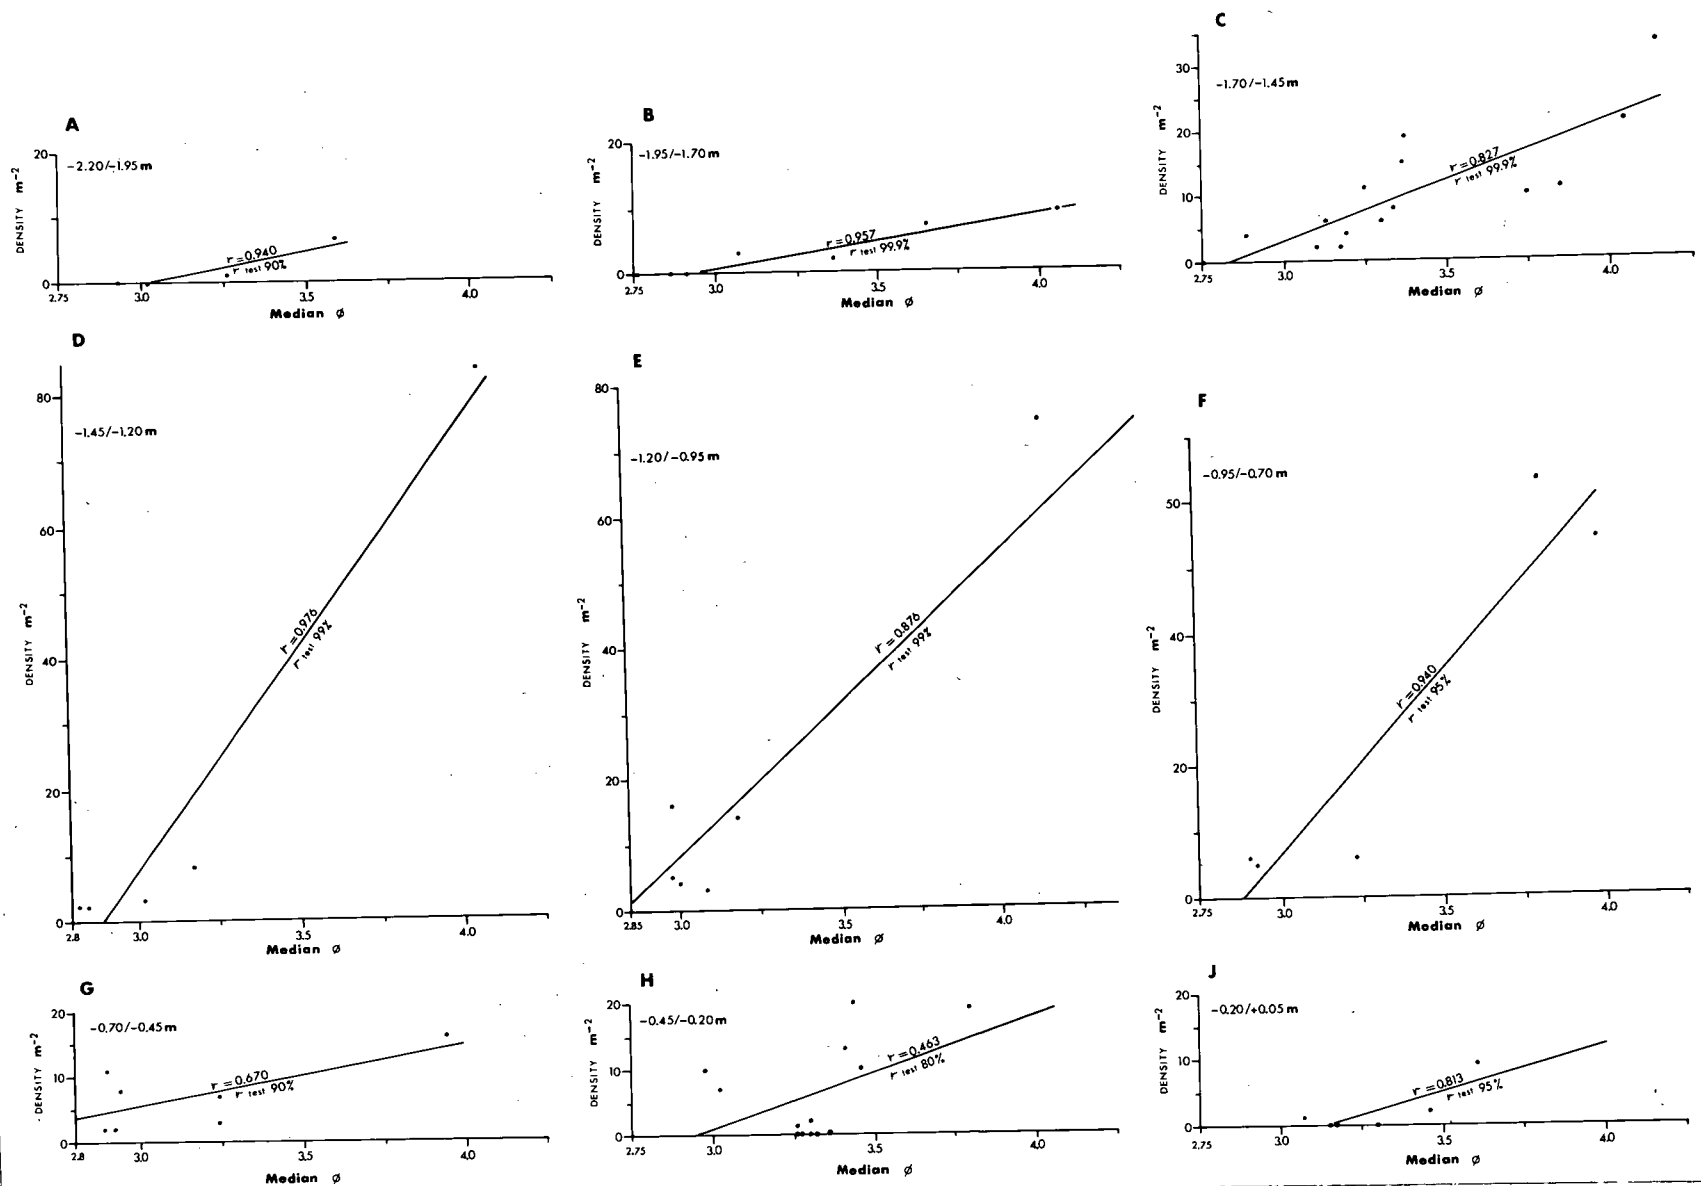 A
-2.20/-1.95 m
20
0
DENSITY m⁻²
2.75 3.0 3.5 4.0
Median ø
r=0.940
r test 90%
B
-1.95/-1.70 m
20
0
DENSITY m⁻²
2.75 3.0 3.5 4.0
Median ø
r=0.957
r test 99.9%
C
-1.70/-1.45 m
30
20
10
0
DENSITY m⁻²
2.75 3.0 3.5 4.0
Median ø
r=0.827
r test 99.9%
D
-1.45/-1.20 m
80
60
40
20
0
DENSITY m⁻²
2.8 3.0 3.5 4.0
Median ø
r=0.976
r test 99%
E
-1.20/-0.95 m
80
60
40
20
0
DENSITY m⁻²
2.85 3.0 3.5 4.0
Median ø
r=0.876
r test 99%
F
-0.95/-0.70 m
50
40
20
0
DENSITY m⁻²
2.75 3.0 3.5 4.0
Median ø
r=0.940
r test 95%
G
-0.70/-0.45 m
20
10
0
DENSITY m⁻²
2.8 3.0 3.5 4.0
Median ø
r=0.670
r test 90%
H
-0.45/-0.20 m
20
10
0
DENSITY m⁻²
2.75 3.0 3.5 4.0
Median ø
r=0.463
r test 80%
J
-0.20/+0.05 m
20
10
0
DENSITY m⁻²
2.75 3.0 3.5 4.0
Median ø
r=0.813
r test 95%